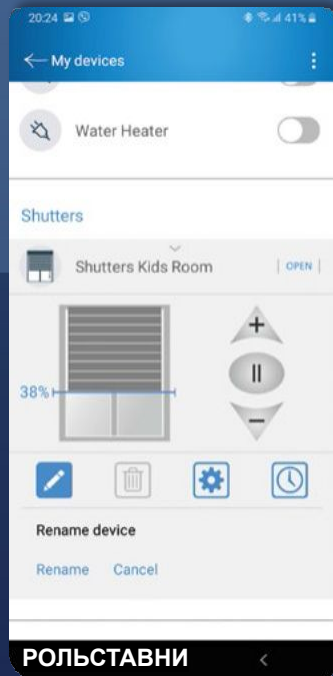 20:24 41%
My devices
Water Heater
Shutters
Shutters Kids Room OPEN
38%
Rename device
Rename Cancel
РОЛЬСТАВНИ